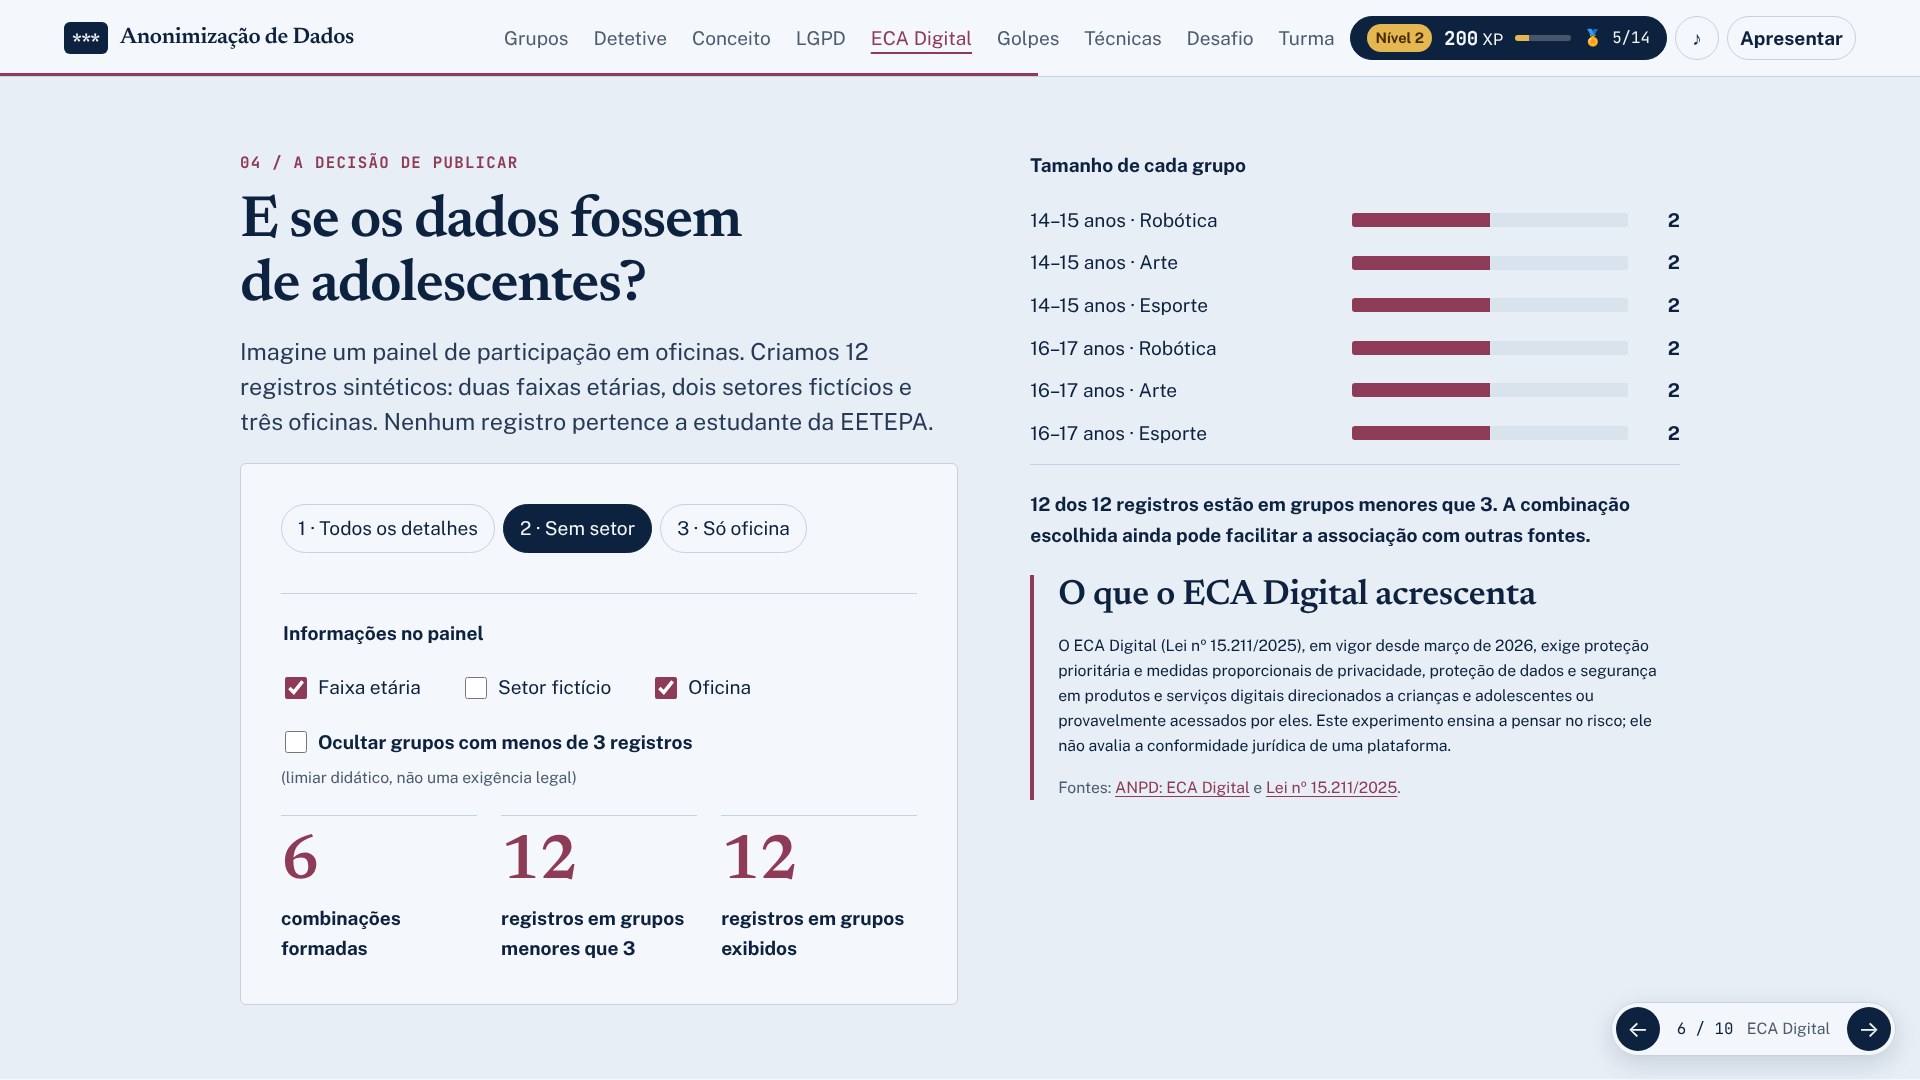 *** Anonimização de Dados
Grupos Detetive Conceito LGPD ECA Digital Golpes Técnicas Desafio Turma
Nível 2 200 XP 5/14
♪
Apresentar
04 / A DECISÃO DE PUBLICAR
E se os dados fossem
de adolescentes?
Imagine um painel de participação em oficinas. Criamos 12
registros sintéticos: duas faixas etárias, dois setores fictícios e
três oficinas. Nenhum registro pertence a estudante da EETEPA.
1 · Todos os detalhes
2 · Sem setor
3 · Só oficina
Informações no painel
Faixa etária
Setor fictício
Oficina
Ocultar grupos com menos de 3 registros
(limiar didático, não uma exigência legal)
6
combinações
formadas
12
registros em grupos
menores que 3
12
registros em grupos
exibidos
Tamanho de cada grupo
14–15 anos · Robótica 2
14–15 anos · Arte 2
14–15 anos · Esporte 2
16–17 anos · Robótica 2
16–17 anos · Arte 2
16–17 anos · Esporte 2
12 dos 12 registros estão em grupos menores que 3. A combinação
escolhida ainda pode facilitar a associação com outras fontes.
O que o ECA Digital acrescenta
O ECA Digital (Lei nº 15.211/2025), em vigor desde março de 2026, exige proteção
prioritária e medidas proporcionais de privacidade, proteção de dados e segurança
em produtos e serviços digitais direcionados a crianças e adolescentes ou
provavelmente acessados por eles. Este experimento ensina a pensar no risco; ele
não avalia a conformidade jurídica de uma plataforma.
Fontes: ANPD: ECA Digital e Lei nº 15.211/2025.
← 6 / 10 ECA Digital →